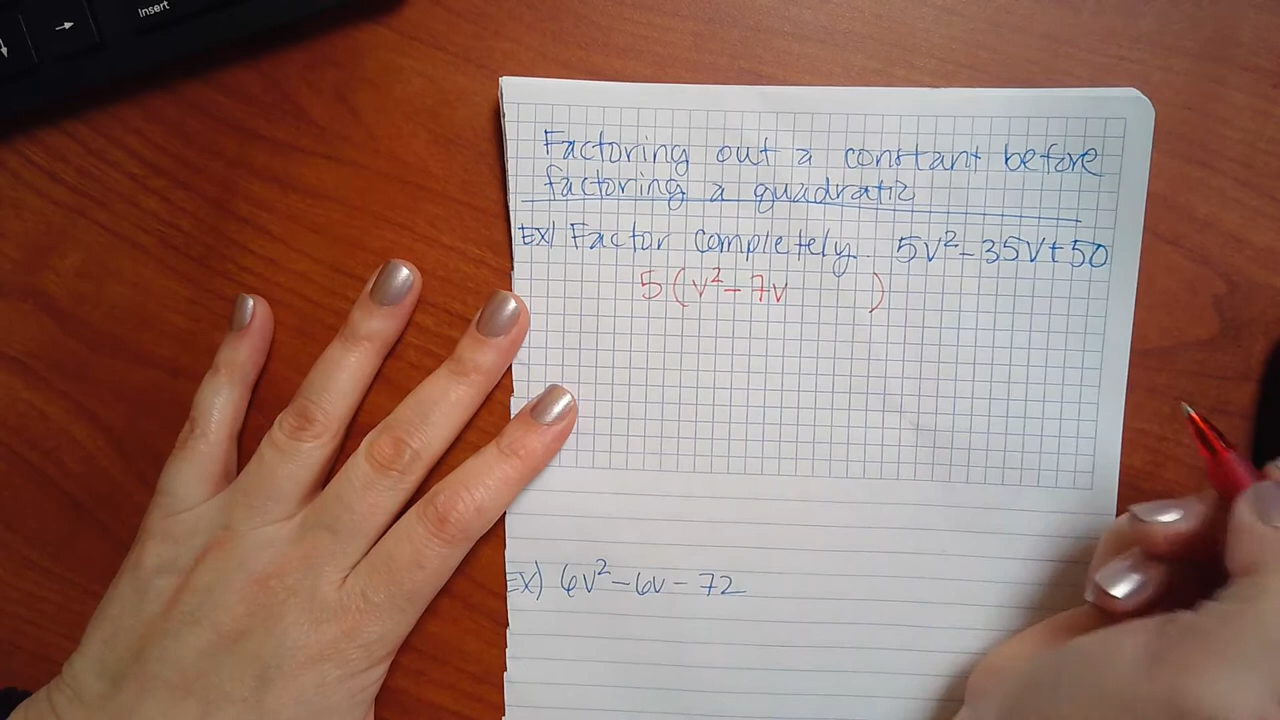 Insert
Factoring out a constant before
factoring a quadratic
EX) Factor completely. 5v²-35v+50
5(v²-7v )
EX) 6v²-6v-72